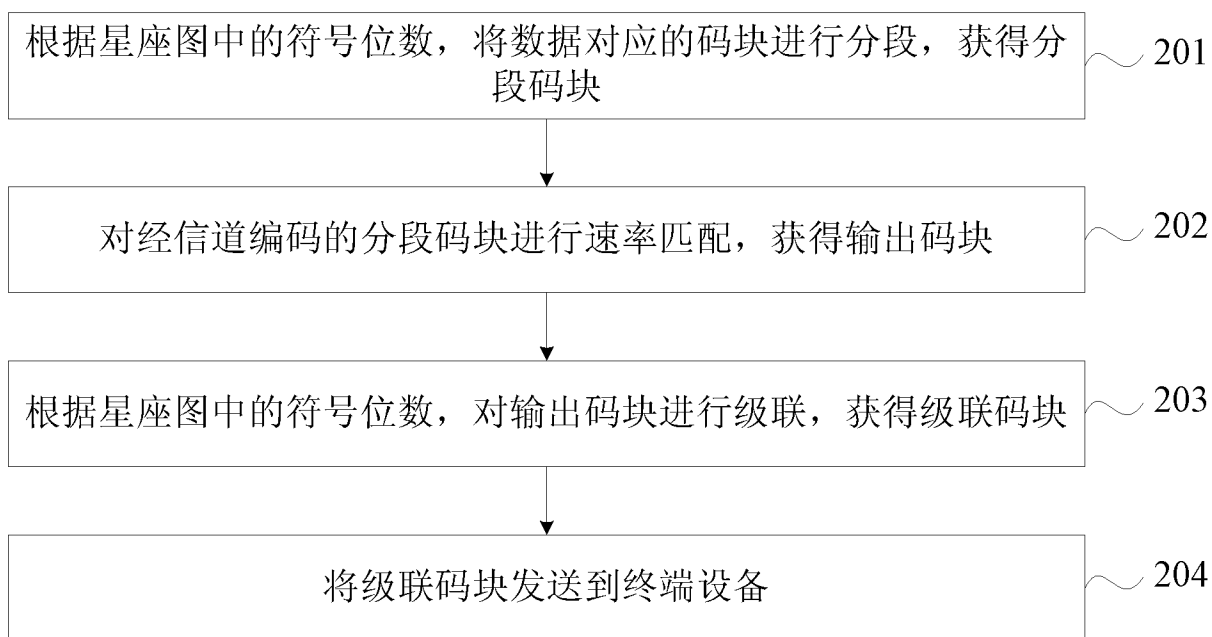 根据星座图中的符号位数，将数据对应的码块进行分段，获得分
段码块
201
对经信道编码的分段码块进行速率匹配，获得输出码块
202
根据星座图中的符号位数，对输出码块进行级联，获得级联码块
203
将级联码块发送到终端设备
204